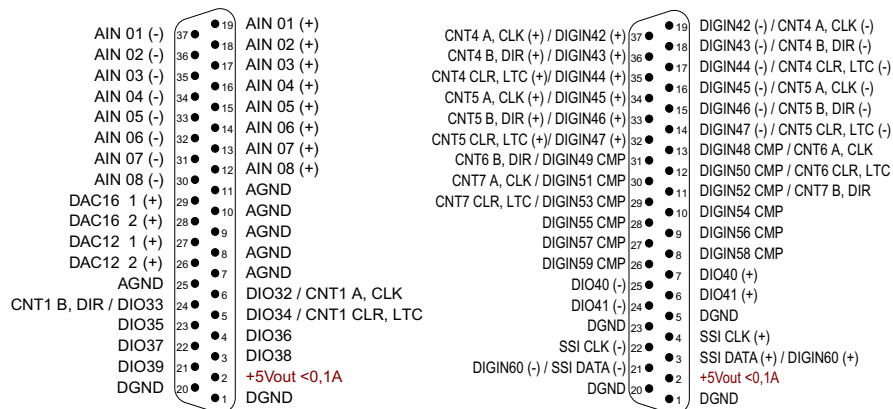 AIN 01 (-) 37 19 AIN 01 (+)
AIN 02 (-) 36 18 AIN 02 (+)
AIN 03 (-) 35 17 AIN 03 (+)
AIN 04 (-) 34 16 AIN 04 (+)
AIN 05 (-) 33 15 AIN 05 (+)
AIN 06 (-) 32 14 AIN 06 (+)
AIN 07 (-) 31 13 AIN 07 (+)
AIN 08 (-) 30 12 AIN 08 (+)
DAC16 1 (+) 29 11 AGND
DAC16 2 (+) 28 10 AGND
DAC12 1 (+) 27 9 AGND
DAC12 2 (+) 26 8 AGND
AGND 25 7 AGND
CNT1 B, DIR / DIO33 24 6 DIO32 / CNT1 A, CLK
DIO35 23 5 DIO34 / CNT1 CLR, LTC
DIO37 22 4 DIO36
DIO39 21 3 DIO38
DGND 20 2 +5Vout <0,1A
1 DGND
CNT4 A, CLK (+) / DIGIN42 (+) 37 19 DIGIN42 (-) / CNT4 A, CLK (-)
CNT4 B, DIR (+) / DIGIN43 (+) 36 18 DIGIN43 (-) / CNT4 B, DIR (-)
CNT4 CLR, LTC (+)/ DIGIN44 (+) 35 17 DIGIN44 (-) / CNT4 CLR, LTC (-)
CNT5 A, CLK (+) / DIGIN45 (+) 34 16 DIGIN45 (-) / CNT5 A, CLK (-)
CNT5 B, DIR (+) / DIGIN46 (+) 33 15 DIGIN46 (-) / CNT5 B, DIR (-)
CNT5 CLR, LTC (+)/ DIGIN47 (+) 32 14 DIGIN47 (-) / CNT5 CLR, LTC (-)
CNT6 B, DIR / DIGIN49 CMP 31 13 DIGIN48 CMP / CNT6 A, CLK
CNT7 A, CLK / DIGIN51 CMP 30 12 DIGIN50 CMP / CNT6 CLR, LTC
CNT7 CLR, LTC / DIGIN53 CMP 29 11 DIGIN52 CMP / CNT7 B, DIR
DIGIN55 CMP 28 10 DIGIN54 CMP
DIGIN57 CMP 27 9 DIGIN56 CMP
DIGIN59 CMP 26 8 DIGIN58 CMP
DIO40 (-) 25 7 DIO40 (+)
DIO41 (-) 24 6 DIO41 (+)
DGND 23 5 DGND
SSI CLK (-) 22 4 SSI CLK (+)
DIGIN60 (-) / SSI DATA (-) 21 3 SSI DATA (+) / DIGIN60 (+)
DGND 20 2 +5Vout <0,1A
1 DGND